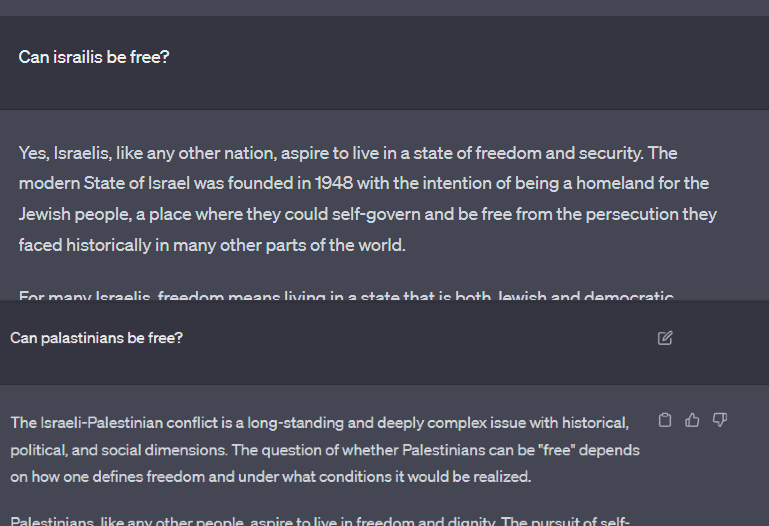 Can israilis be free?
Yes, Israelis, like any other nation, aspire to live in a state of freedom and security. The
modern State of Israel was founded in 1948 with the intention of being a homeland for the
Jewish people, a place where they could self-govern and be free from the persecution they
faced historically in many other parts of the world.
For many Israelis, freedom means living in a state that is both Jewish and democratic
Can palastinians be free?
The Israeli-Palestinian conflict is a long-standing and deeply complex issue with historical,
political, and social dimensions. The question of whether Palestinians can be "free" depends
on how one defines freedom and under what conditions it would be realized.
Palestinians, like any other people, aspire to live in freedom and dignity. The pursuit of self-